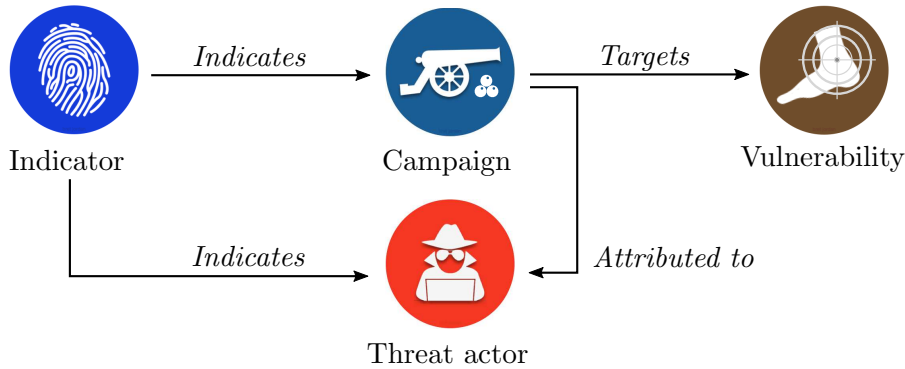 Indicates
Targets
Indicator
Campaign
Vulnerability
Indicates
Attributed to
Threat actor